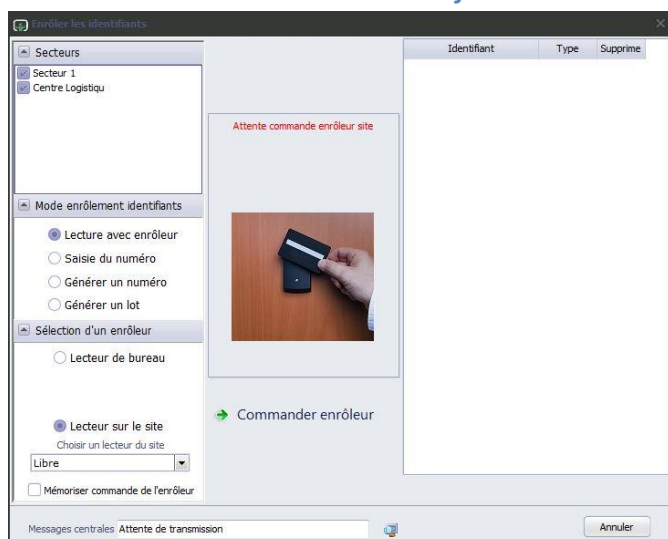 Enrôler les identifiants
Secteurs
Secteur 1
Centre Logistiqu
Mode enrôlement identifiants
Lecture avec enrôleur
Saisie du numéro
Générer un numéro
Générer un lot
Sélection d'un enrôleur
Lecteur de bureau
Lecteur sur le site
Choisir un lecteur du site
Libre
Mémoriser commande de l'enrôleur
Attente commande enrôleur site
Commander enrôleur
Identifiant Type Supprime
Messages centrales Attente de transmission
Annuler